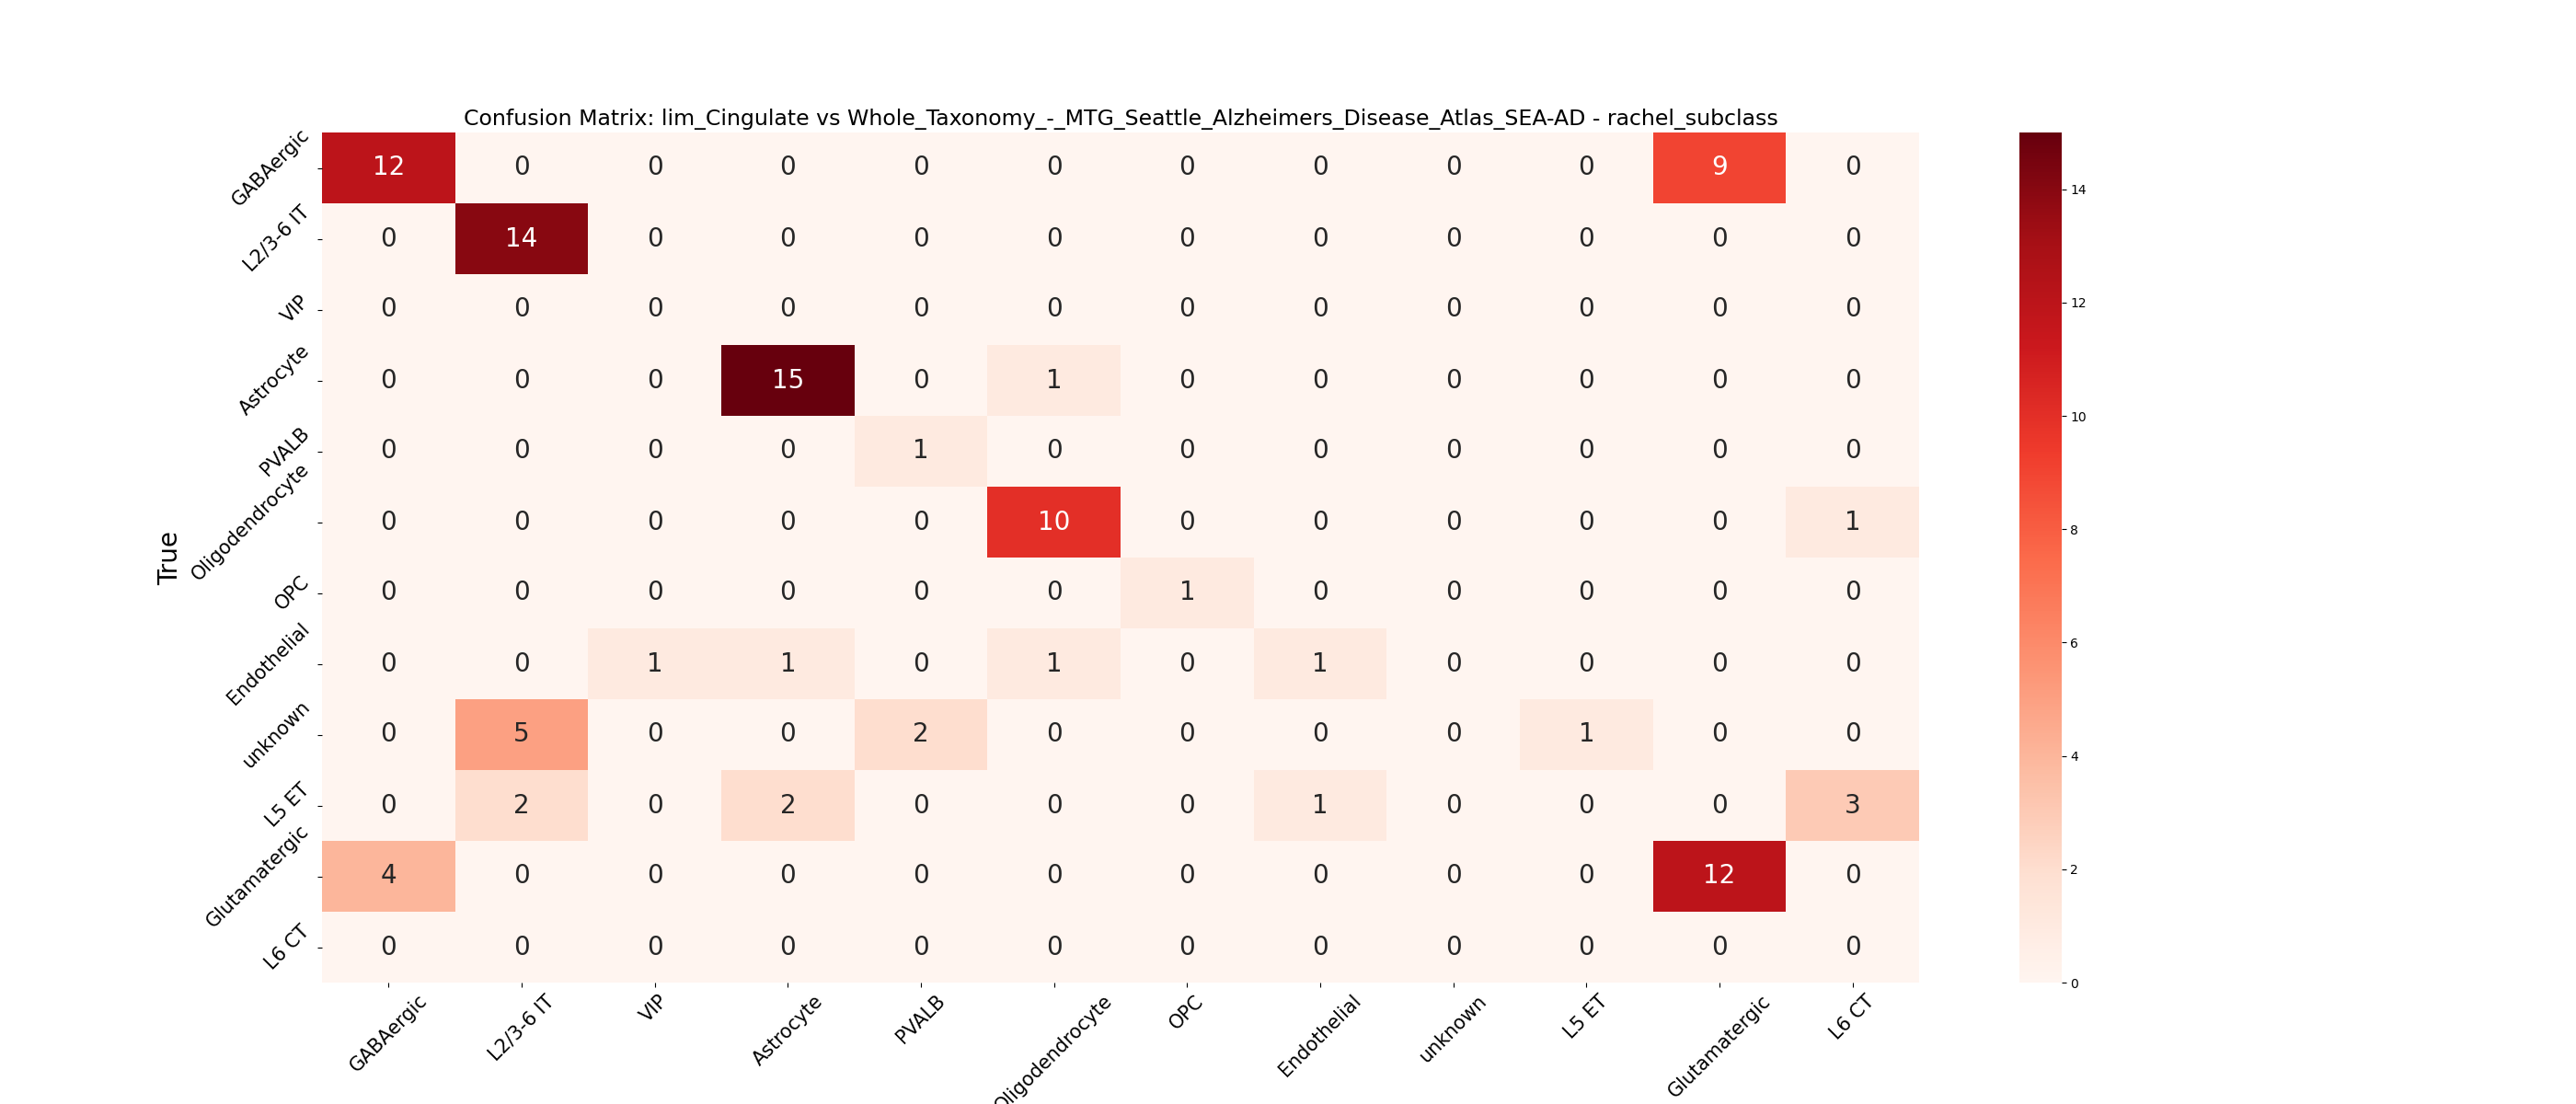 Confusion Matrix: lim_Cingulate vs Whole_Taxonomy_-_MTG_Seattle_Alzheimers_Disease_Atlas_SEA-AD - rachel_subclass
GABAergic 12 0 0 0 0 0 0 0 0 0 9 0
L2/3-6 IT 0 14 0 0 0 0 0 0 0 0 0 0
VIP 0 0 0 0 0 0 0 0 0 0 0 0
Astrocyte 0 0 0 15 0 1 0 0 0 0 0 0
PVALB 0 0 0 0 1 0 0 0 0 0 0 0
Oligodendrocyte 0 0 0 0 0 10 0 0 0 0 0 1
OPC 0 0 0 0 0 0 1 0 0 0 0 0
Endothelial 0 0 1 1 0 1 0 1 0 0 0 0
unknown 0 5 0 0 2 0 0 0 0 1 0 0
L5 ET 0 2 0 2 0 0 0 1 0 0 0 3
Glutamatergic 4 0 0 0 0 0 0 0 0 0 12 0
L6 CT 0 0 0 0 0 0 0 0 0 0 0 0
True
GABAergic L2/3-6 IT VIP Astrocyte PVALB Oligodendrocyte OPC Endothelial unknown L5 ET Glutamatergic L6 CT
14
12
10
8
6
4
2
0